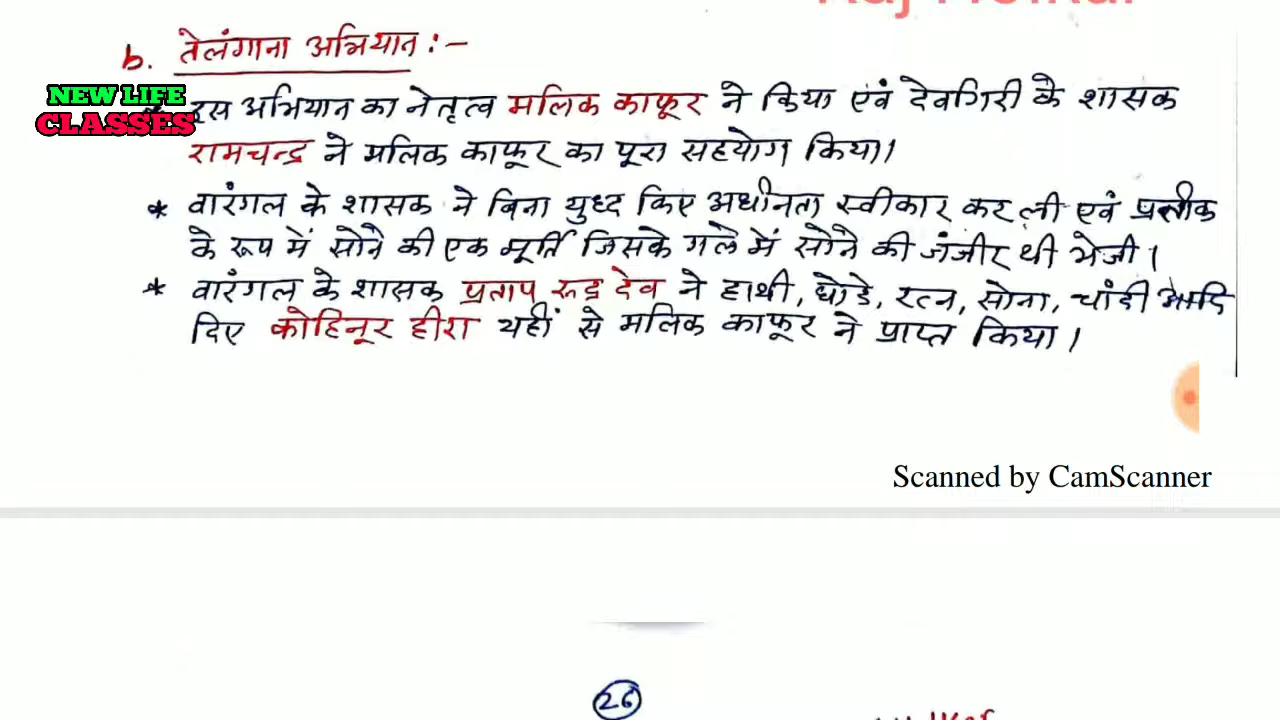 b. तेलंगाना अभियान :-
NEW LIFE
CLASSES
* इस अभियान का नेतृत्व मलिक काफूर ने किया एवं देवगिरी के शासक
रामचन्द्र ने मलिक काफूर का पूरा सहयोग किया।
* वारंगल के शासक ने बिना युध्द किए अधीनता स्वीकार कर ली एवं प्रतीक
के रूप में सोने की एक मूर्ति जिसके गले में सोने की जंजीर थी भेजी।
* वारंगल के शासक प्रताप रूद्र देव ने हाथी, घोडे, रत्न, सोना, चांदी आदि
दिए कोहिनूर हीरा यहीं से मलिक काफूर ने प्राप्त किया।
Scanned by CamScanner
26